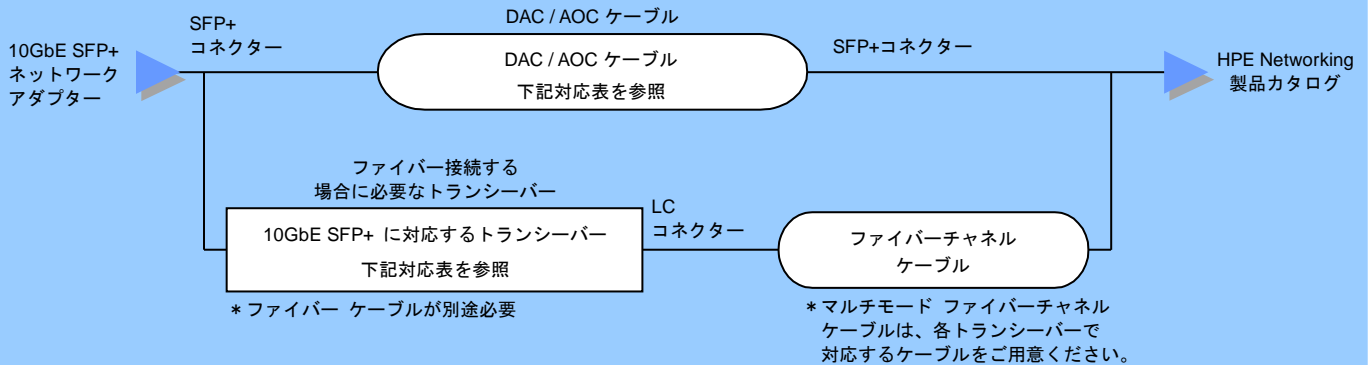 10GbE SFP+
ネットワーク
アダプター
SFP+
コネクター
DAC / AOC ケーブル
DAC / AOC ケーブル
下記対応表を参照
SFP+コネクター
HPE Networking
製品カタログ
ファイバー接続する
場合に必要なトランシーバー
10GbE SFP+ に対応するトランシーバー
下記対応表を参照
＊ファイバー ケーブルが別途必要
LC
コネクター
ファイバーチャネル
ケーブル
＊マルチモード ファイバーチャネル
ケーブルは、各トランシーバーで
対応するケーブルをご用意ください。